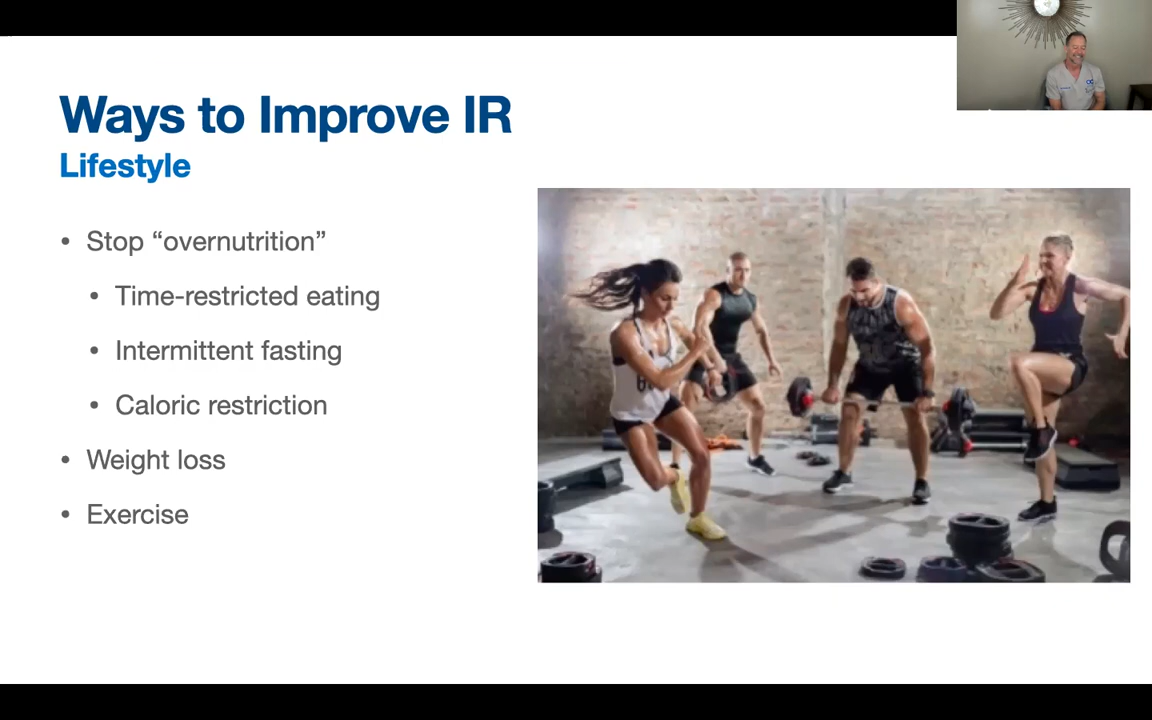 Ways to Improve IR
Lifestyle
• Stop “overnutrition”
• Time-restricted eating
• Intermittent fasting
• Caloric restriction
• Weight loss
• Exercise